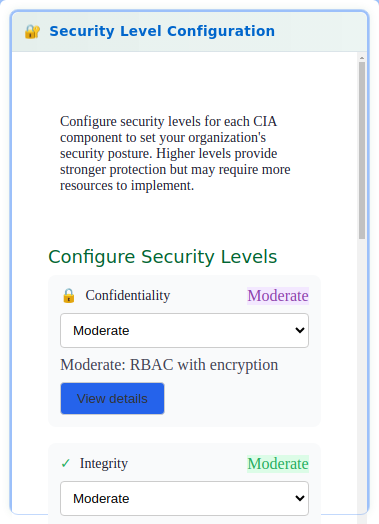 🔐 Security Level Configuration
Configure security levels for each CIA
component to set your organization's
security posture. Higher levels provide
stronger protection but may require more
resources to implement.
Configure Security Levels
🔒 Confidentiality Moderate
Moderate
Moderate: RBAC with encryption
View details
✓ Integrity Moderate
Moderate